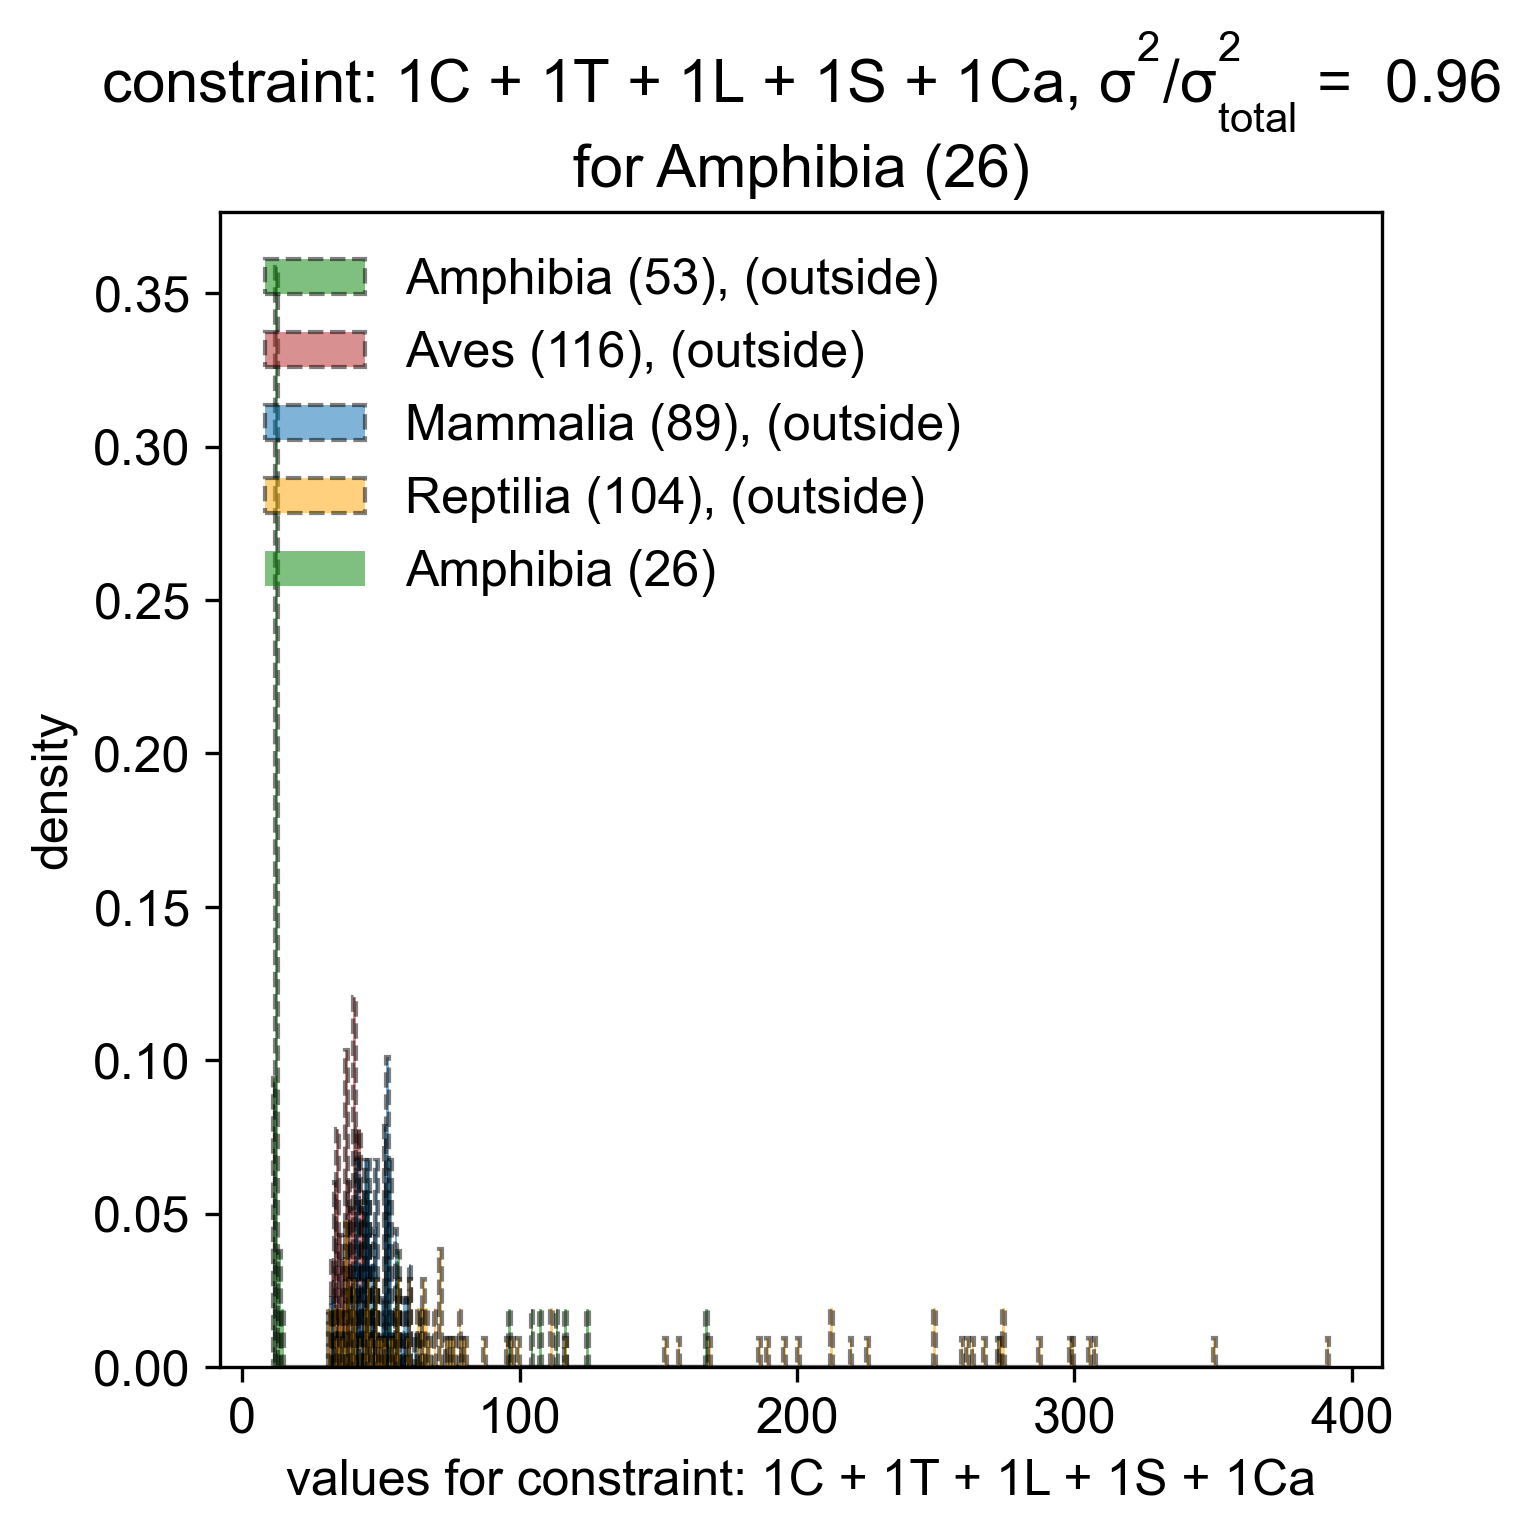 constraint: 1C + 1T + 1L + 1S + 1Ca, σ²/σ²total = 0.96
for Amphibia (26)
Amphibia (53), (outside)
Aves (116), (outside)
Mammalia (89), (outside)
Reptilia (104), (outside)
Amphibia (26)
0.35
0.30
0.25
0.20
0.15
0.10
0.05
0.00
density
0 100 200 300 400
values for constraint: 1C + 1T + 1L + 1S + 1Ca